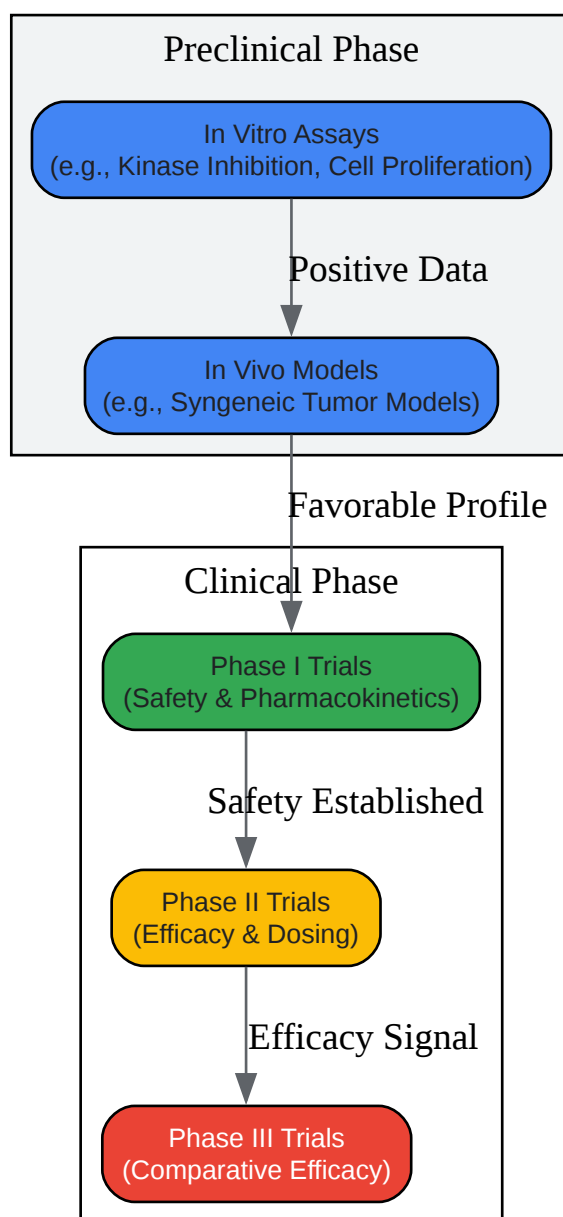 Preclinical Phase
In Vitro Assays
(e.g., Kinase Inhibition, Cell Proliferation)
Positive Data
In Vivo Models
(e.g., Syngeneic Tumor Models)
Favorable Profile
Clinical Phase
Phase I Trials
(Safety & Pharmacokinetics)
Safety Established
Phase II Trials
(Efficacy & Dosing)
Efficacy Signal
Phase III Trials
(Comparative Efficacy)